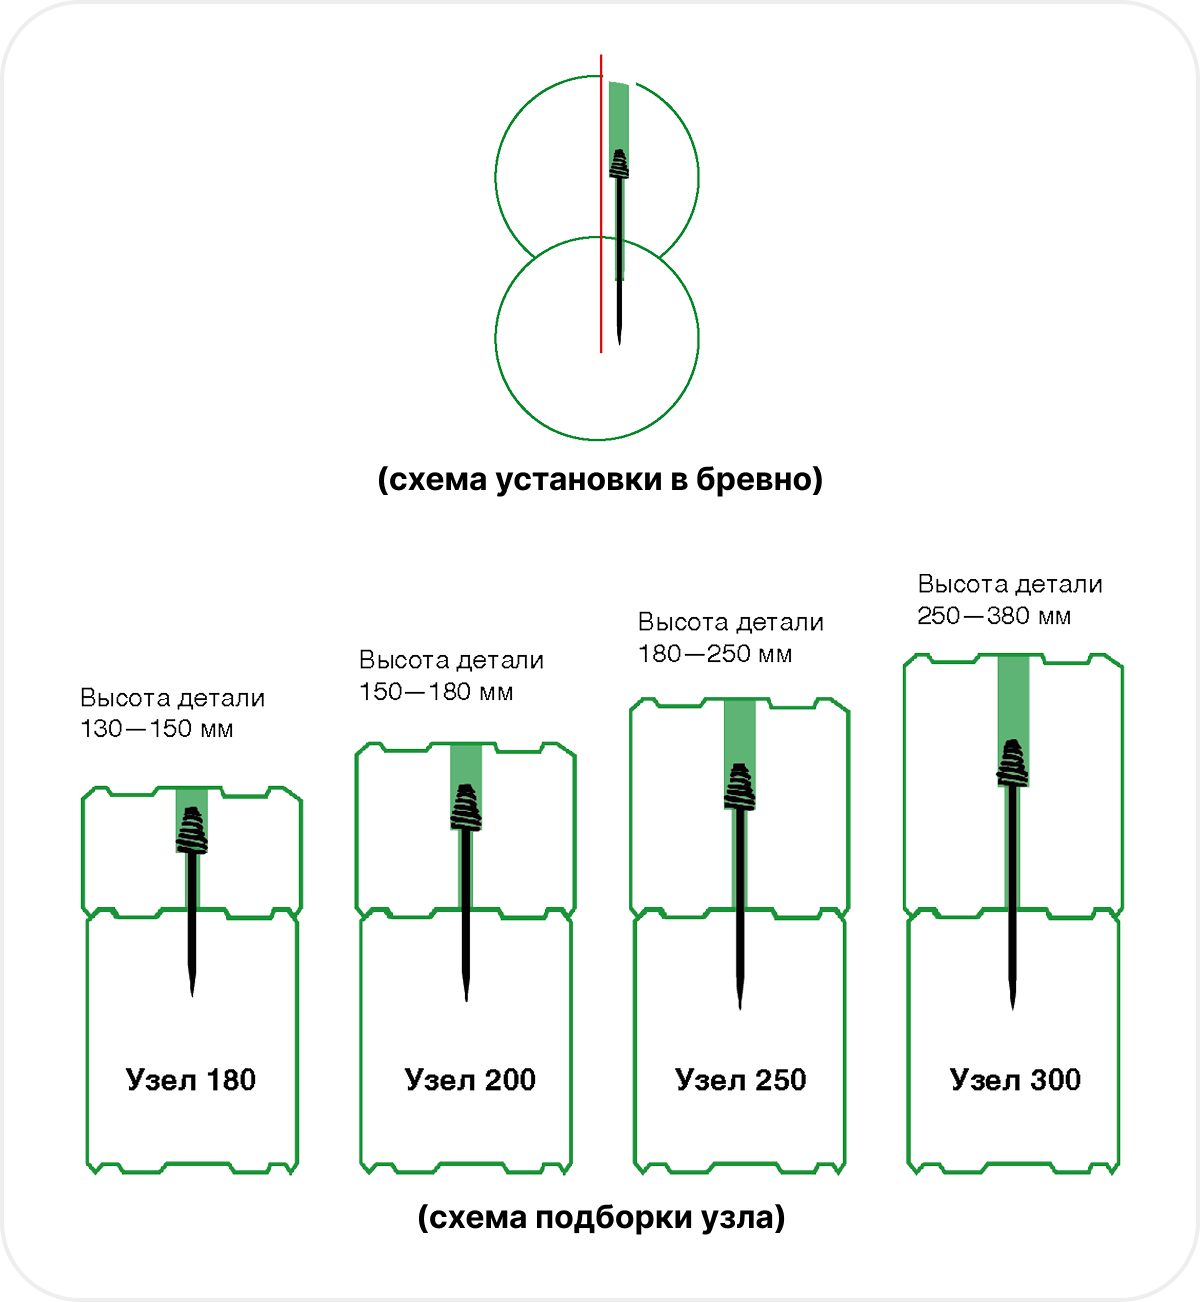 (схема установки в бревно)
Высота детали
130—150 мм
Высота детали
150—180 мм
Высота детали
180—250 мм
Высота детали
250—380 мм
Узел 180
Узел 200
Узел 250
Узел 300
(схема подборки узла)